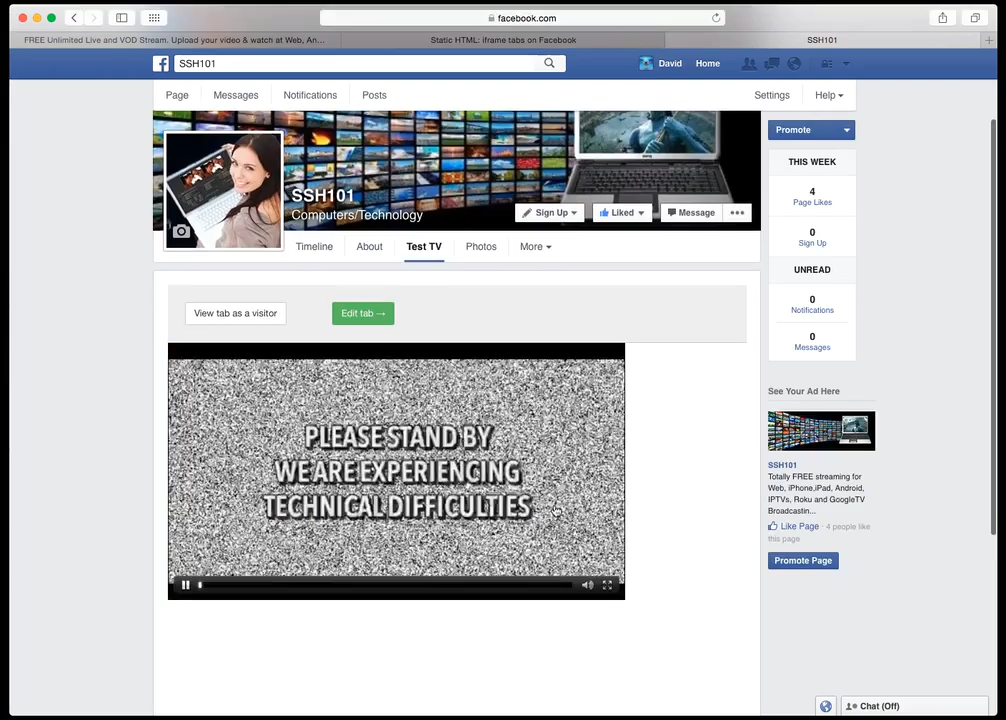 facebook.com
FREE Unlimited Live and VOD Stream. Upload your video & watch at Web, An...
Static HTML: iframe tabs on Facebook
SSH101
SSH101
David
Home
Page
Messages
Notifications
Posts
Settings
Help
Promote
SSH101
Computers/Technology
Sign Up
Liked
Message
Timeline
About
Test TV
Photos
More
THIS WEEK
4
Page Likes
0
Sign Up
UNREAD
0
Notifications
0
Messages
View tab as a visitor
Edit tab →
PLEASE STAND BY
WE ARE EXPERIENCING
TECHNICAL DIFFICULTIES
See Your Ad Here
SSH101
Totally FREE streaming for
Web, iPhone,iPad, Android,
IPTVs, Roku and GoogleTV
Broadcastin...
Like Page · 4 people like
this page
Promote Page
Chat (Off)